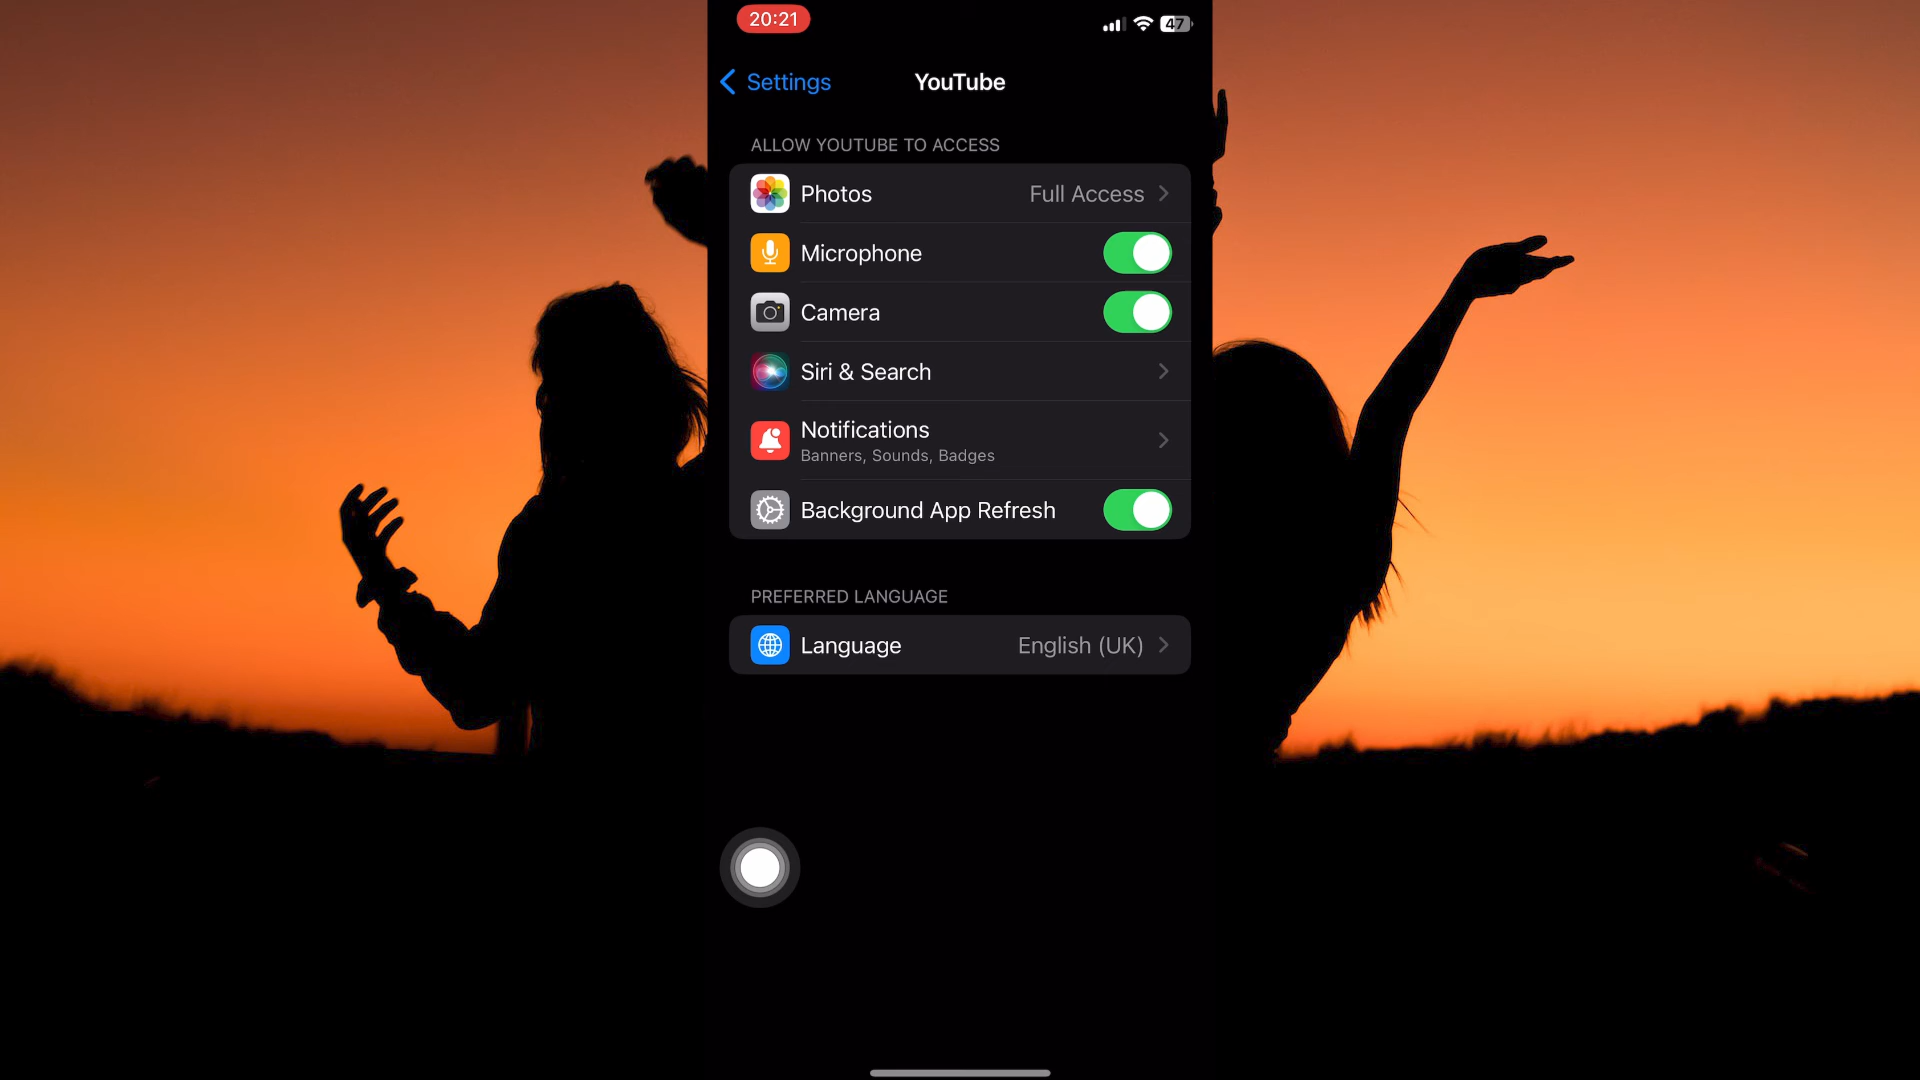 20:21
47
Settings
YouTube
ALLOW YOUTUBE TO ACCESS
Photos Full Access
Microphone
Camera
Siri & Search
Notifications
Banners, Sounds, Badges
Background App Refresh
PREFERRED LANGUAGE
Language English (UK)